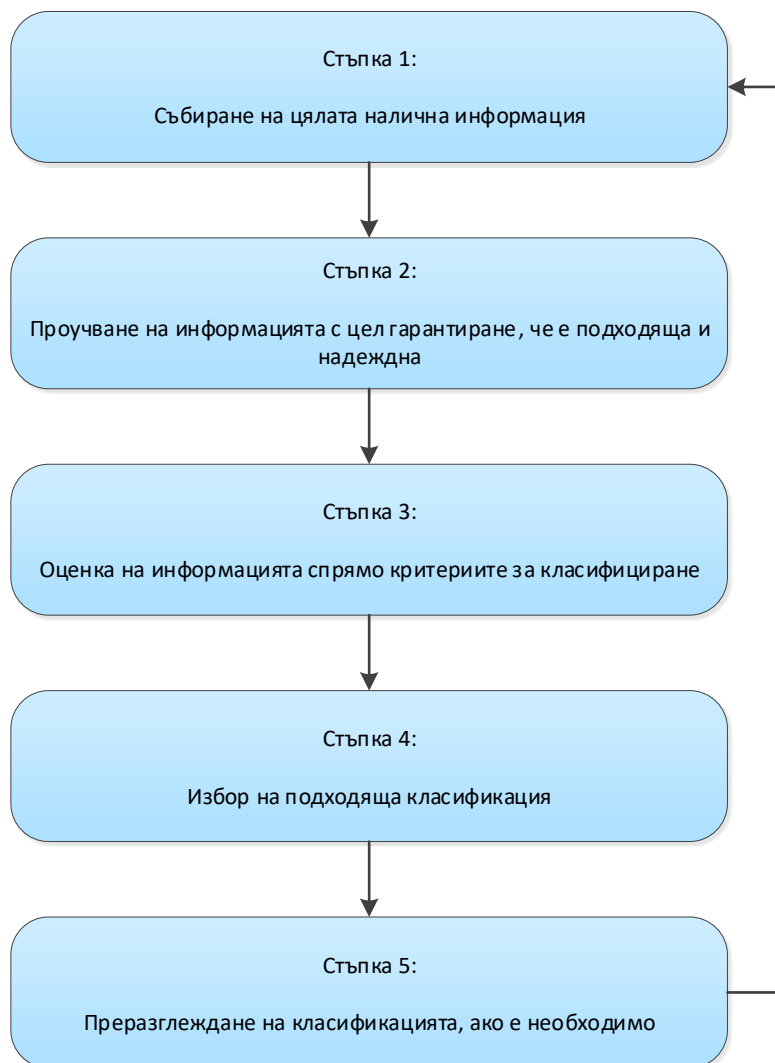 Стъпка 1:
Събиране на цялата налична информация
Стъпка 2:
Проучване на информацията с цел гарантиране, че е подходяща и
надеждна
Стъпка 3:
Оценка на информацията спрямо критериите за класифициране
Стъпка 4:
Избор на подходяща класификация
Стъпка 5:
Преразглеждане на класификацията, ако е необходимо